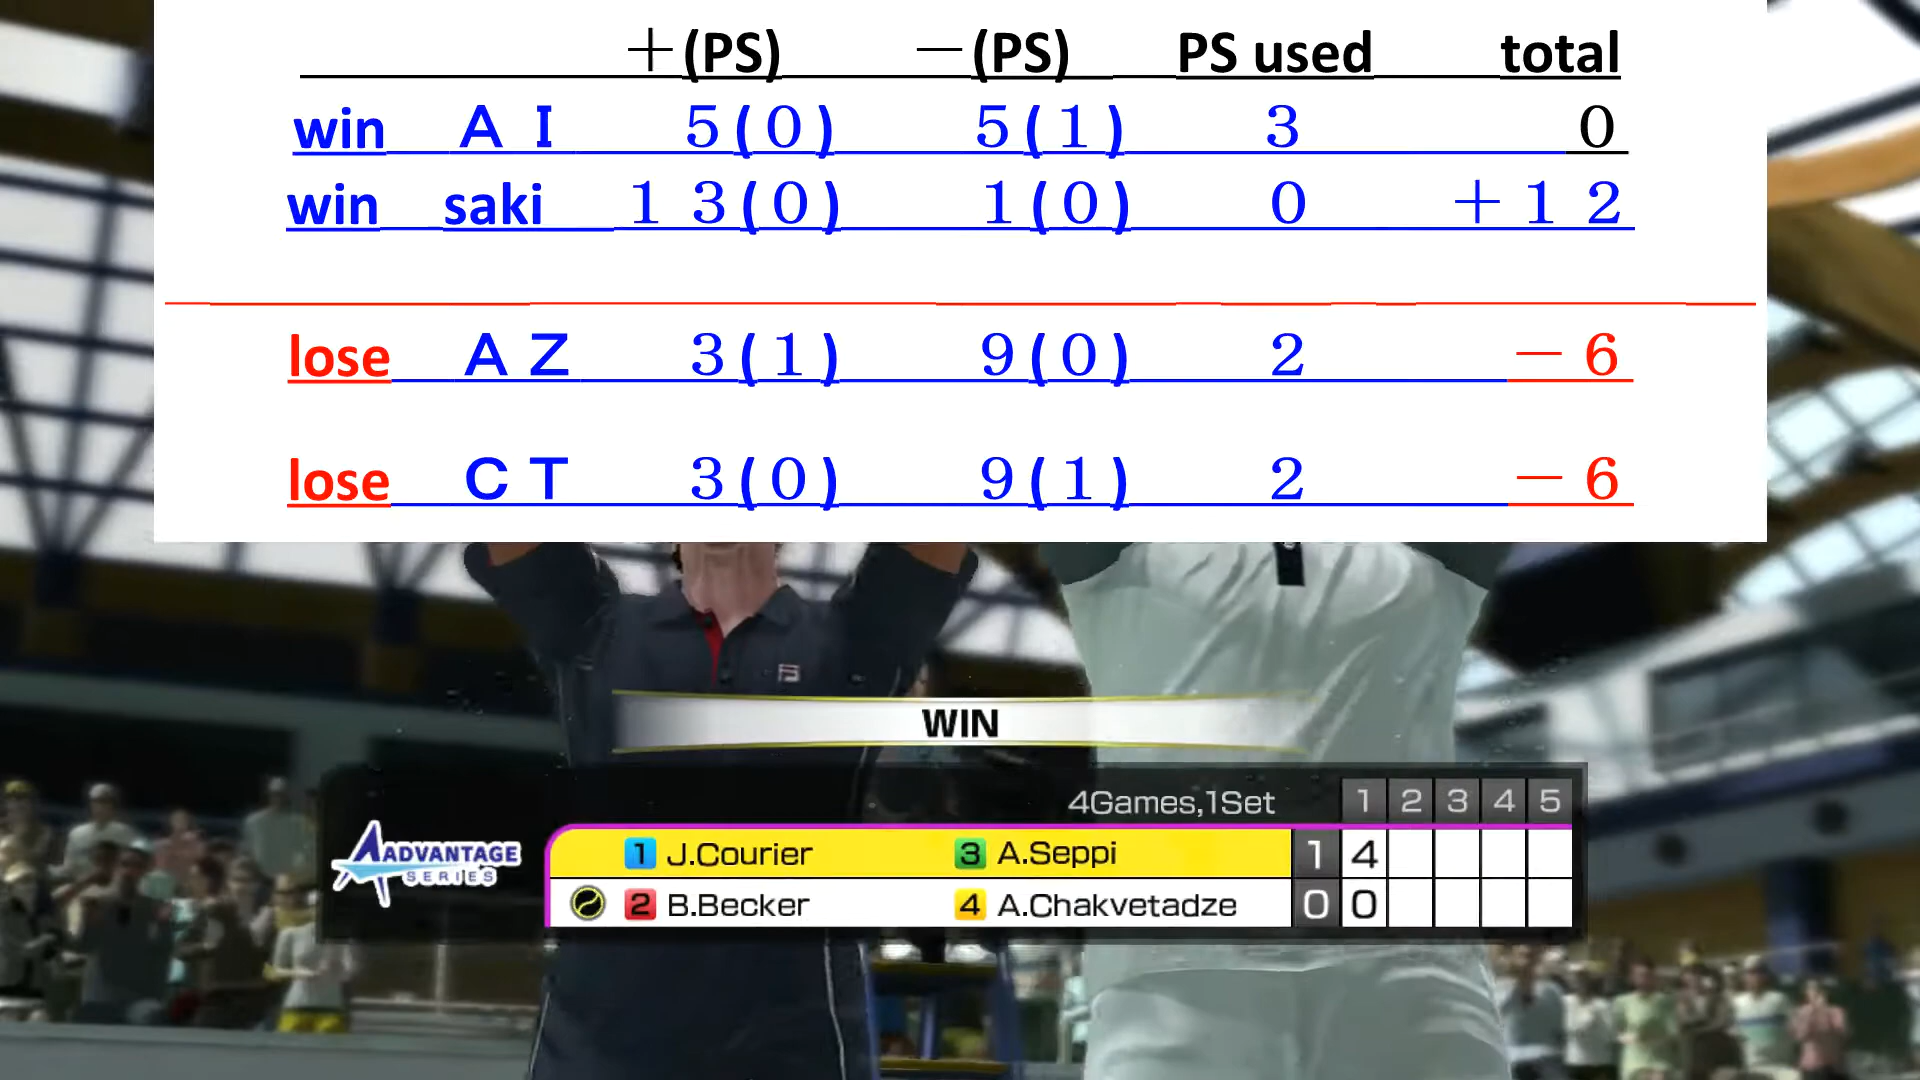 ＋(PS) －(PS) PS used total
win ＡＩ ５(０) ５(１) ３ ０
win saki １３(０) １(０) ０ ＋１２
lose ＡＺ ３(１) ９(０) ２ －６
lose ＣＴ ３(０) ９(１) ２ －６
WIN
4Games,1Set 1 2 3 4 5
ADVANTAGE
SERIES
1 J.Courier 3 A.Seppi 1 4
2 B.Becker 4 A.Chakvetadze 0 0